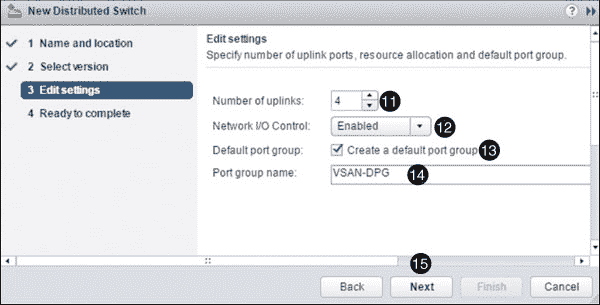 New Distributed Switch
?
1 Name and location
2 Select version
3 Edit settings
4 Ready to complete
Edit settings
Specify number of uplink ports, resource allocation and default port group.
Number of uplinks: 4 11
Network I/O Control: Enabled 12
Default port group: Create a default port group 13
Port group name: VSAN-DPG 14
15
Back Next Finish Cancel